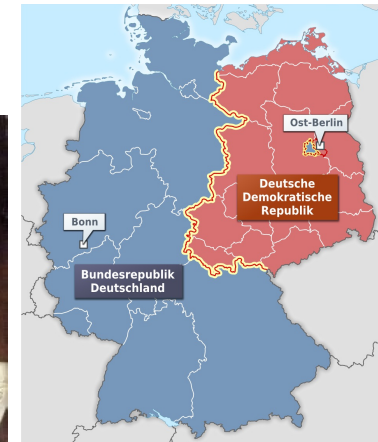 Ost-Berlin
Deutsche
Demokratische
Republik
Bonn
Bundesrepublik
Deutschland